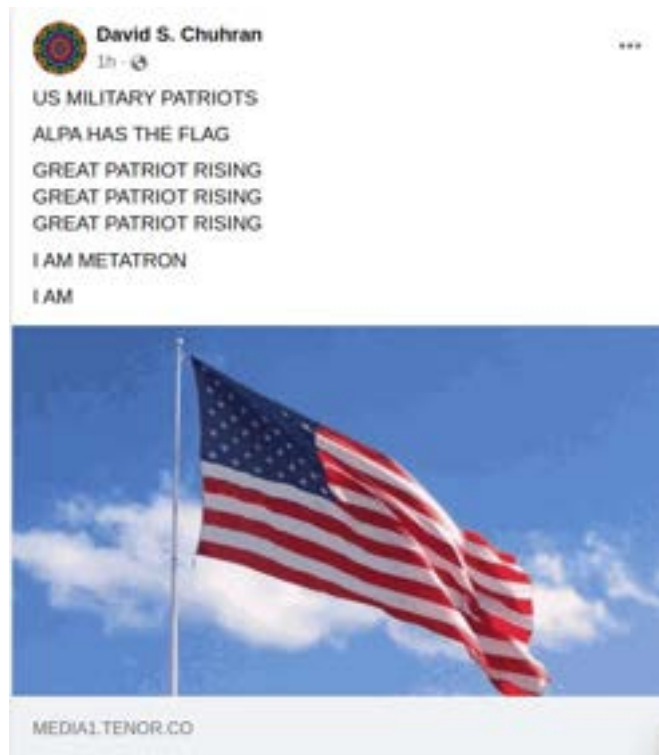 David S. Chuhran
1h ·
US MILITARY PATRIOTS
ALPA HAS THE FLAG
GREAT PATRIOT RISING
GREAT PATRIOT RISING
GREAT PATRIOT RISING
I AM METATRON
I AM
MEDIA1.TENOR.CO